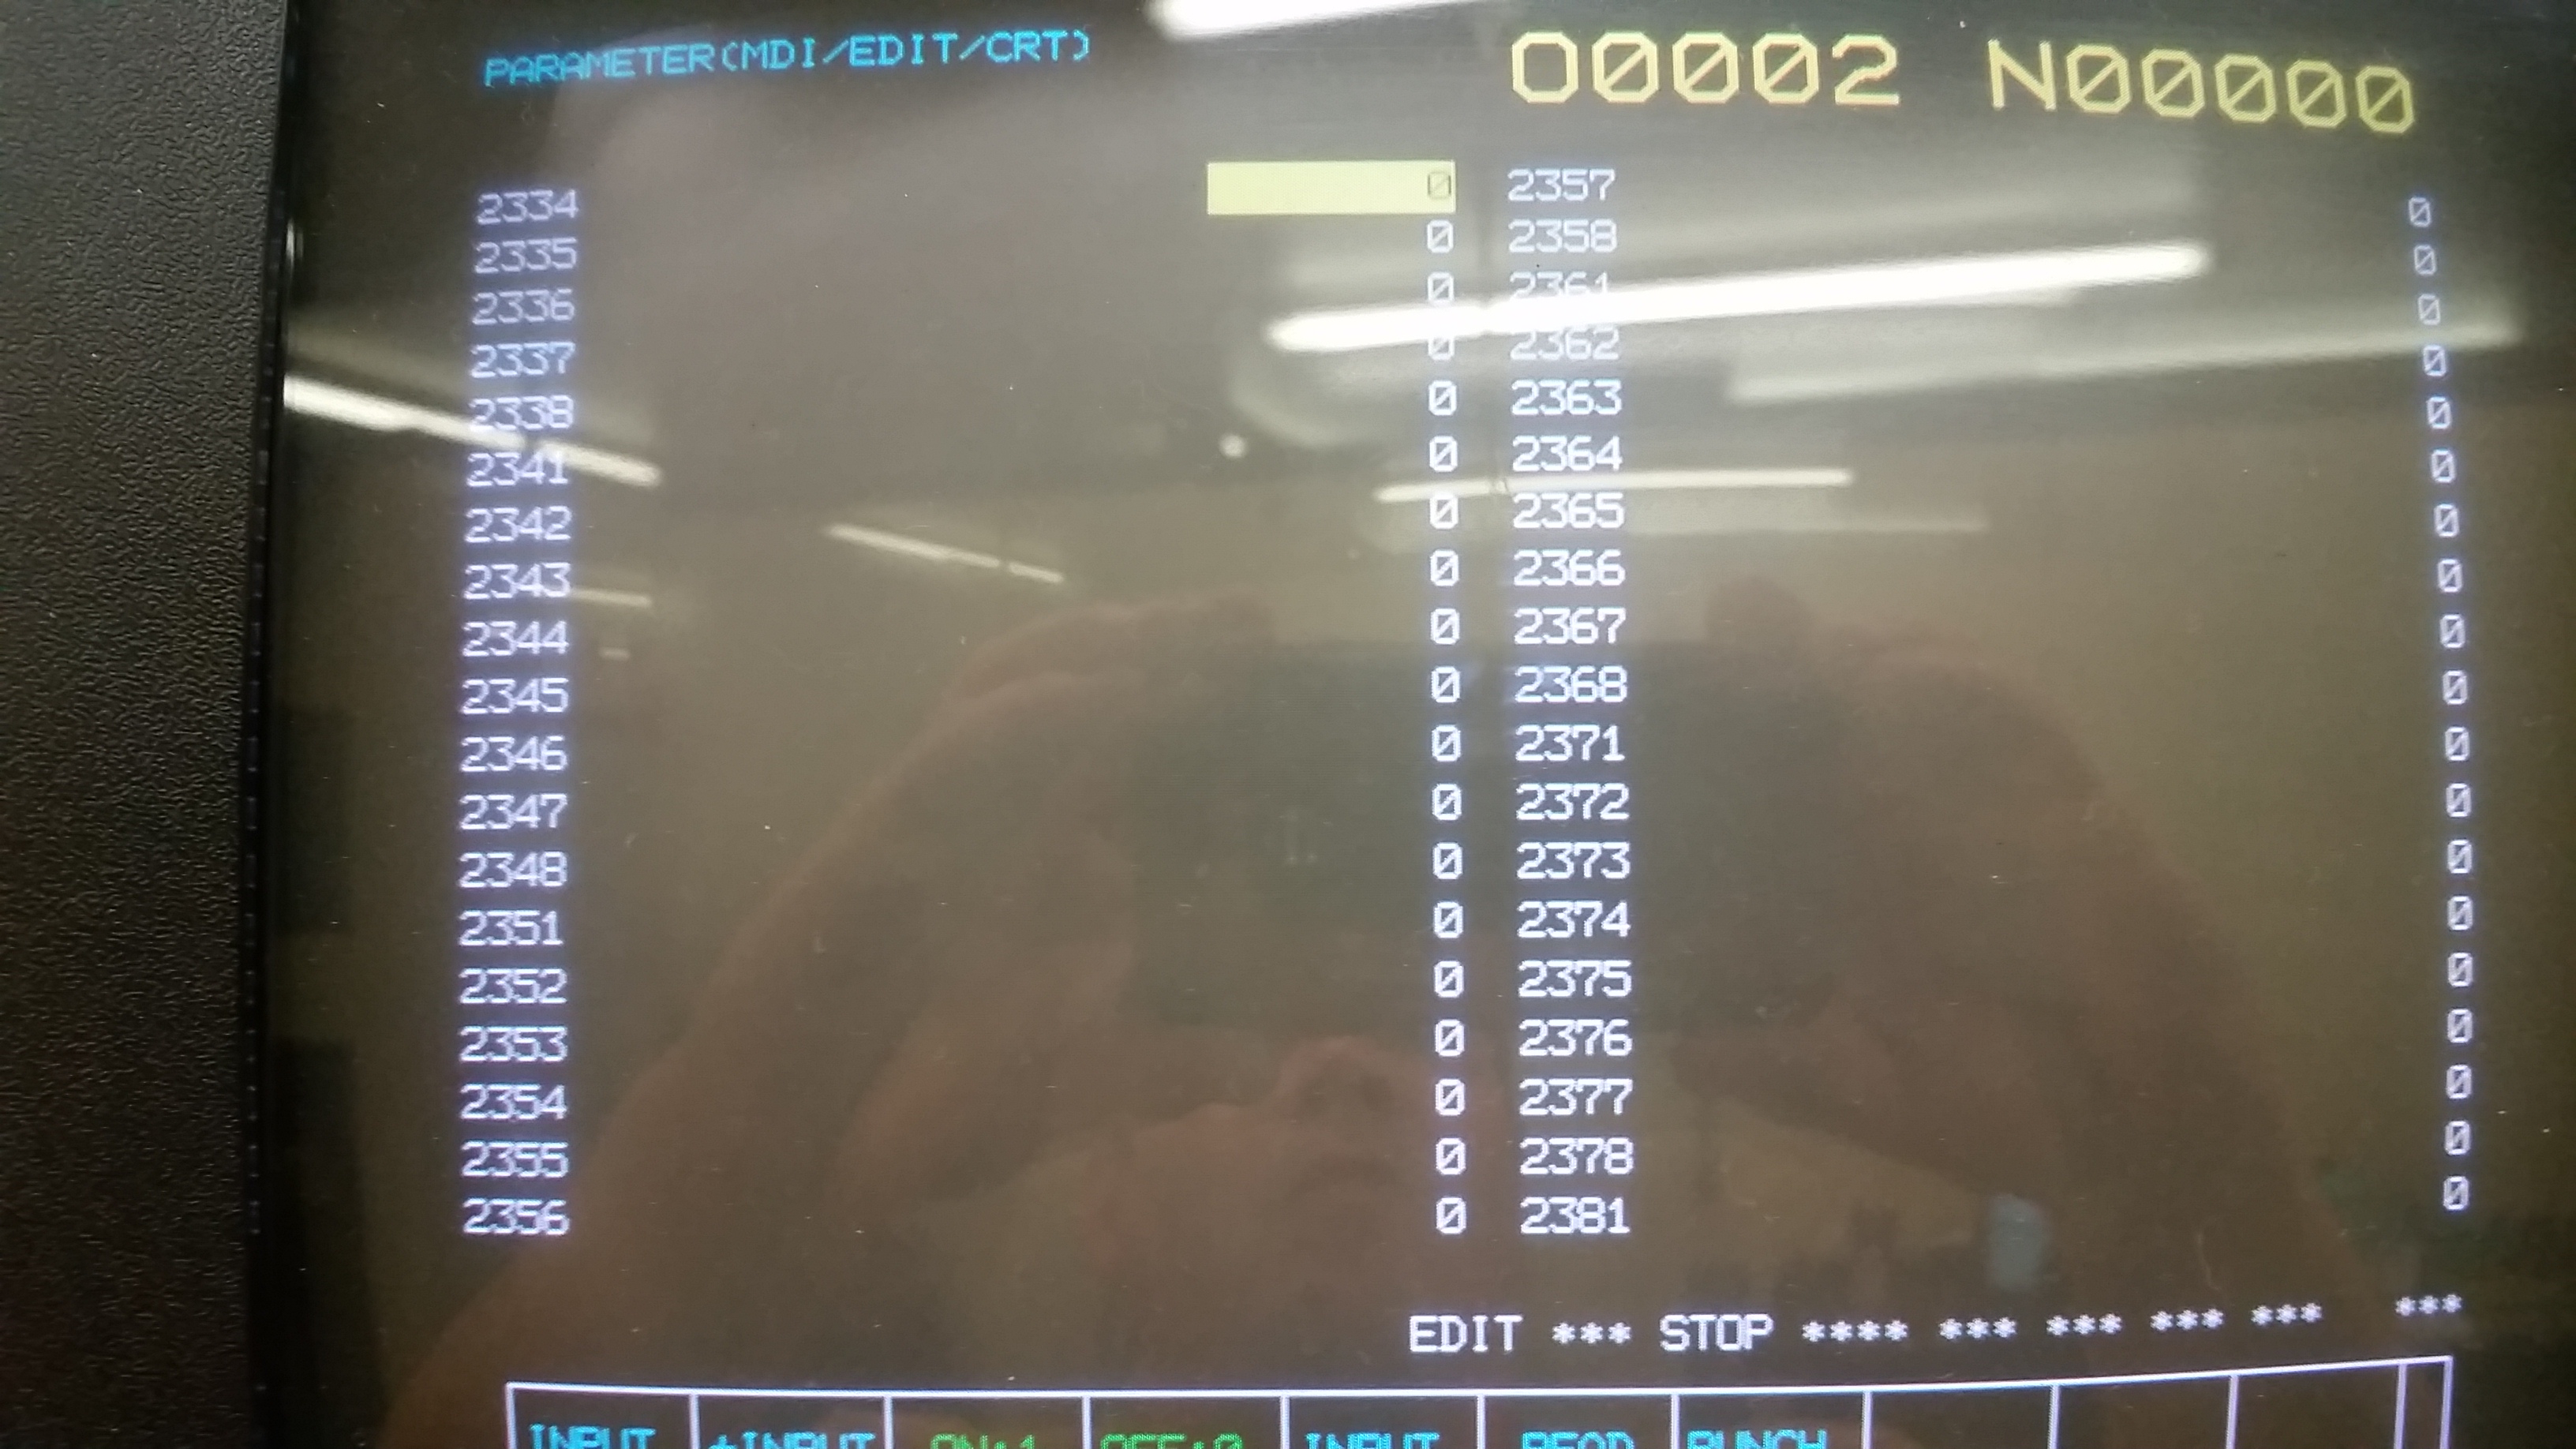 PARAMETER(MDI/EDIT/CRT) O0002 N00000
2334 0 2357 0
2335 0 2358 0
2336 0 2361 0
2337 0 2362 0
2338 0 2363 0
2341 0 2364 0
2342 0 2365 0
2343 0 2366 0
2344 0 2367 0
2345 0 2368 0
2346 0 2371 0
2347 0 2372 0
2348 0 2373 0
2351 0 2374 0
2352 0 2375 0
2353 0 2376 0
2354 0 2377 0
2355 0 2378 0
2356 0 2381 0
EDIT *** STOP **** *** *** *** *** ***
INPUT +INPUT ON:1 OFF:0 INPUT READ PUNCH